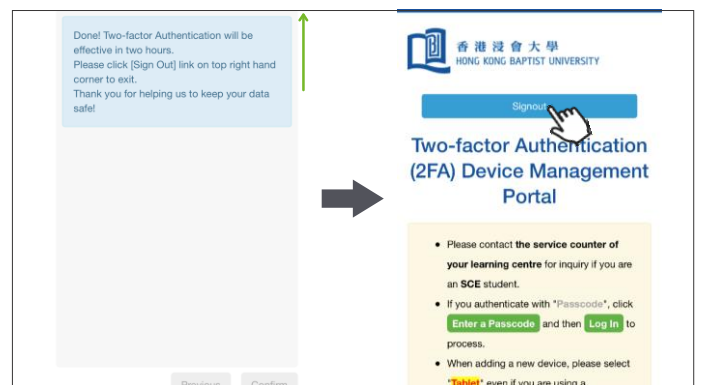 Done! Two-factor Authentication will be
effective in two hours.
Please click [Sign Out] link on top right hand
corner to exit.
Thank you for helping us to keep your data
safe!
Previous
Confirm
香港浸會大學
HONG KONG BAPTIST UNIVERSITY
Signout
Two-factor Authentication
(2FA) Device Management
Portal
• Please contact the service counter of
your learning centre for inquiry if you are
an SCE student.
• If you authenticate with "Passcode", click
Enter a Passcode and then Log In to
process.
• When adding a new device, please select
"Tablet" even if you are using a